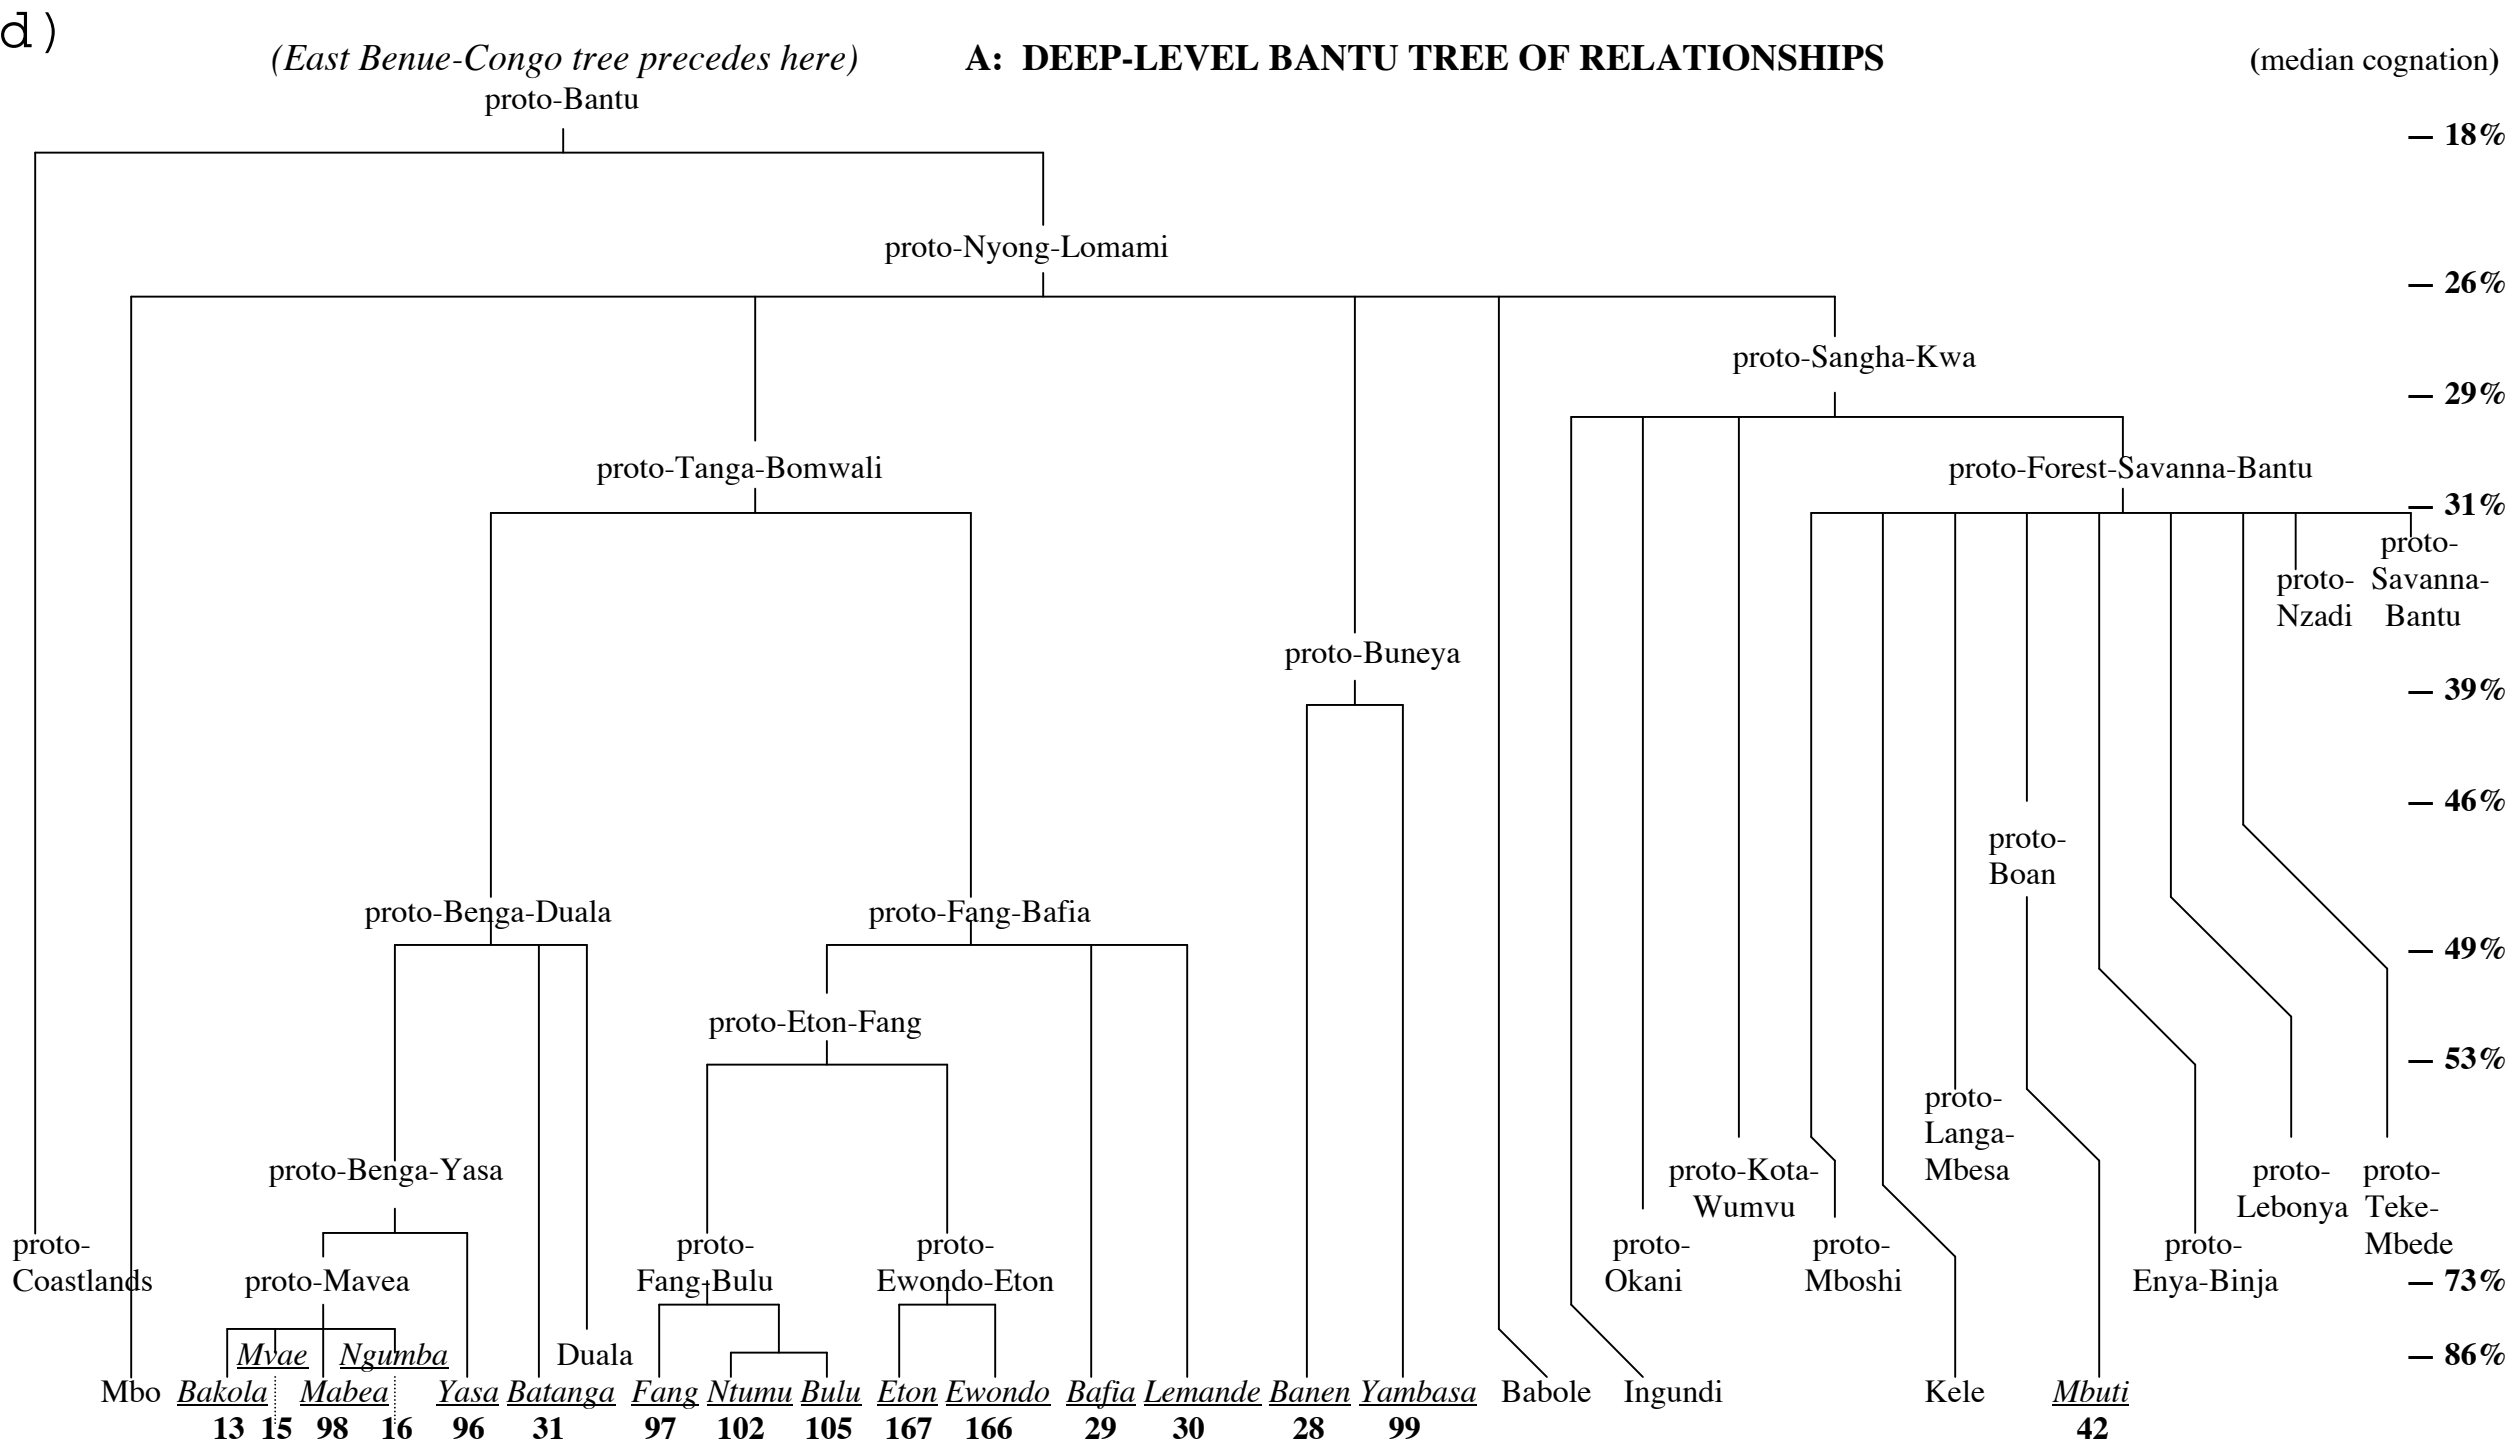 d)
(East Benue-Congo tree precedes here)
A: DEEP-LEVEL BANTU TREE OF RELATIONSHIPS
(median cognation)
proto-Bantu
— 18%
proto-Nyong-Lomami
— 26%
proto-Sangha-Kwa
— 29%
proto-Tanga-Bomwali
proto-Forest-Savanna-Bantu
— 31%
proto-
Savanna-
Bantu
proto-
Nzadi
proto-Buneya
— 39%
— 46%
proto-
Boan
proto-Benga-Duala
proto-Fang-Bafia
— 49%
proto-Eton-Fang
— 53%
proto-
Langa-
Mbesa
proto-Benga-Yasa
proto-Kota-
Wumvu
proto-
Lebonya
proto-
Teke-
Mbede
proto-
Coastlands
proto-Mavea
proto-
Fang-Bulu
proto-
Ewondo-Eton
proto-
Okani
proto-
Mboshi
proto-
Enya-Binja
— 73%
Mvae
Ngumba
Duala
— 86%
Mbo Bakola Mabea Yasa Batanga Fang Ntumu Bulu Eton Ewondo Bafia Lemande Banen Yambasa Babole Ingundi Kele Mbuti
13 15 98 16 96 31 97 102 105 167 166 29 30 28 99 42